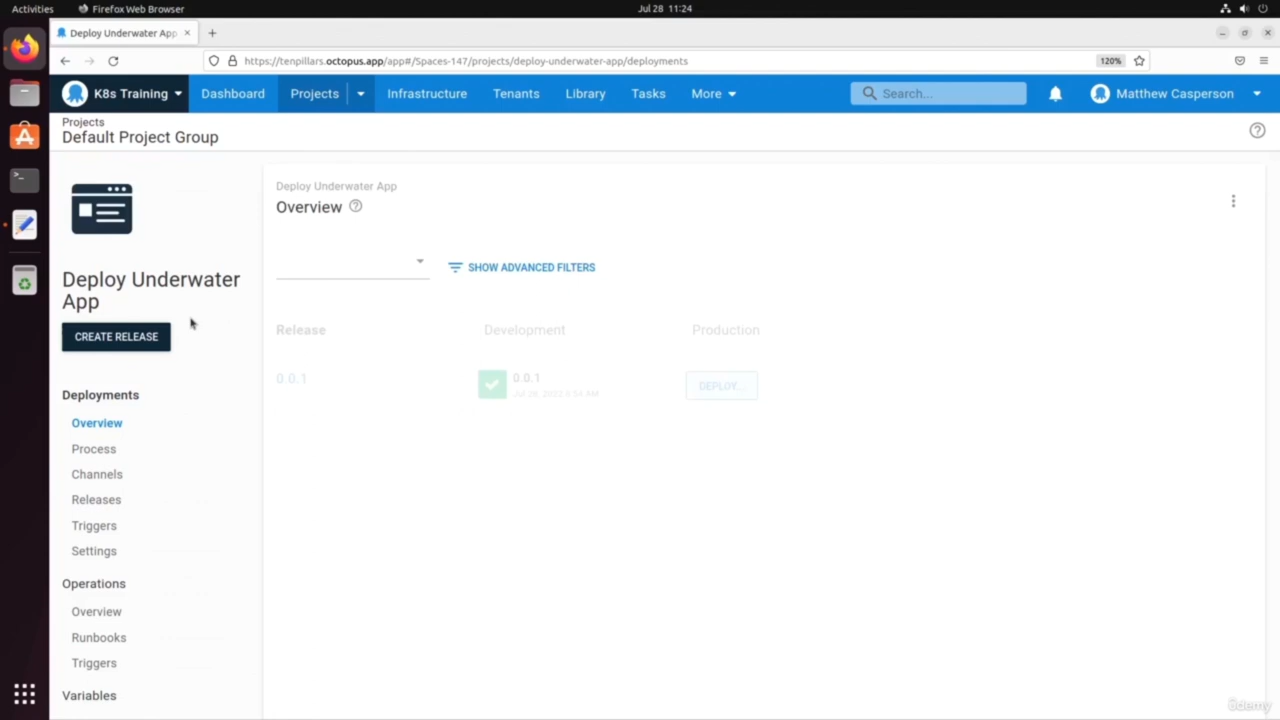 Activities
Firefox Web Browser
Jul 28 11:24
Deploy Underwater App
https://tenpillars.octopus.app/app#/Spaces-147/projects/deploy-underwater-app/deployments
120%
K8s Training
Dashboard
Projects
Infrastructure
Tenants
Library
Tasks
More
Search...
Matthew Casperson
Projects
Default Project Group
Deploy Underwater App
Overview
Deploy Underwater
App
SHOW ADVANCED FILTERS
CREATE RELEASE
Release
Development
Production
0.0.1
0.0.1
DEPLOY...
Deployments
Overview
Process
Channels
Releases
Triggers
Settings
Operations
Overview
Runbooks
Triggers
Variables
ûdemy